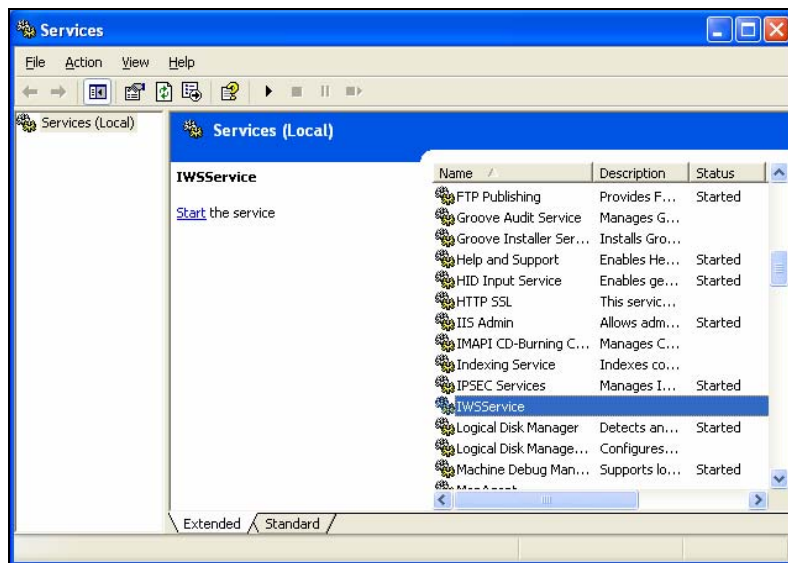 Services
File Action View Help
Services (Local)
Services (Local)
IWSService
Start the service
Name Description Status
FTP Publishing Provides F... Started
Groove Audit Service Manages G...
Groove Installer Ser... Installs Gro...
Help and Support Enables He... Started
HID Input Service Enables ge... Started
HTTP SSL This servic...
IIS Admin Allows adm... Started
IMAPI CD-Burning C... Manages C...
Indexing Service Indexes co...
IPSEC Services Manages I... Started
IWSService
Logical Disk Manager Detects an... Started
Logical Disk Manage... Configures...
Machine Debug Man... Supports lo... Started
Extended Standard